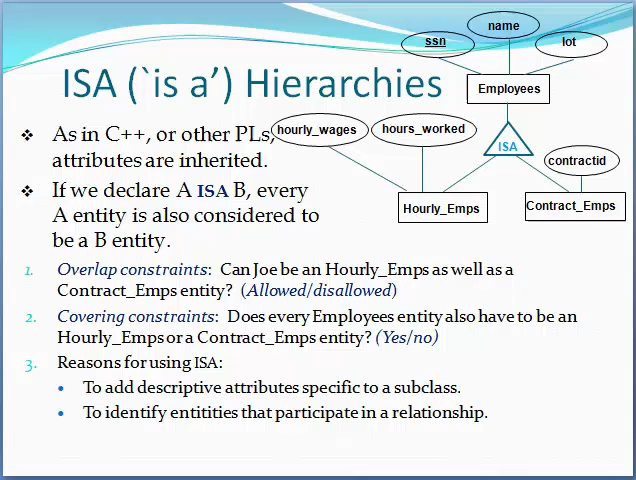 name
ssn
lot
ISA (`is a’) Hierarchies
Employees
❖ As in C++, or other PLs,
attributes are inherited.
hourly_wages
hours_worked
ISA
contractid
❖ If we declare A ISA B, every
A entity is also considered to
be a B entity.
Hourly_Emps
Contract_Emps
1. Overlap constraints: Can Joe be an Hourly_Emps as well as a
Contract_Emps entity? (Allowed/disallowed)
2. Covering constraints: Does every Employees entity also have to be an
Hourly_Emps or a Contract_Emps entity? (Yes/no)
3. Reasons for using ISA:
• To add descriptive attributes specific to a subclass.
• To identify entitities that participate in a relationship.